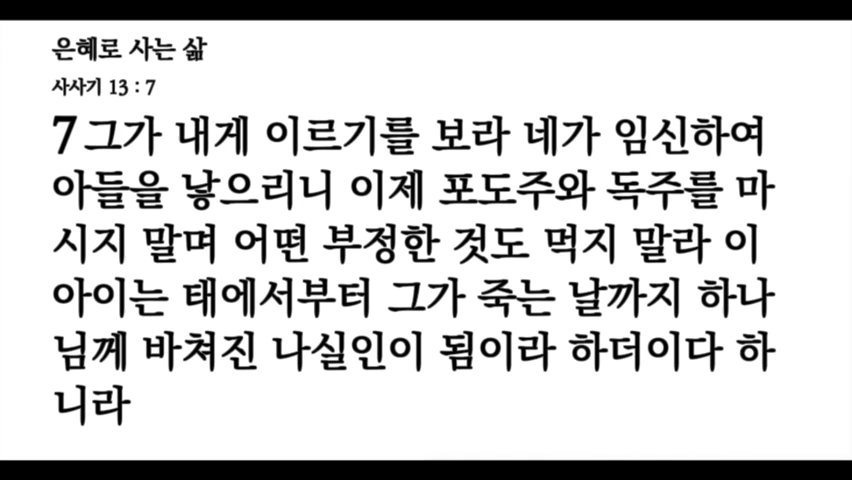 은혜로 사는 삶
사사기 13 : 7
7 그가 내게 이르기를 보라 네가 임신하여
아들을 낳으리니 이제 포도주와 독주를 마
시지 말며 어떤 부정한 것도 먹지 말라 이
아이는 태에서부터 그가 죽는 날까지 하나
님께 바쳐진 나실인이 됨이라 하더이다 하
니라